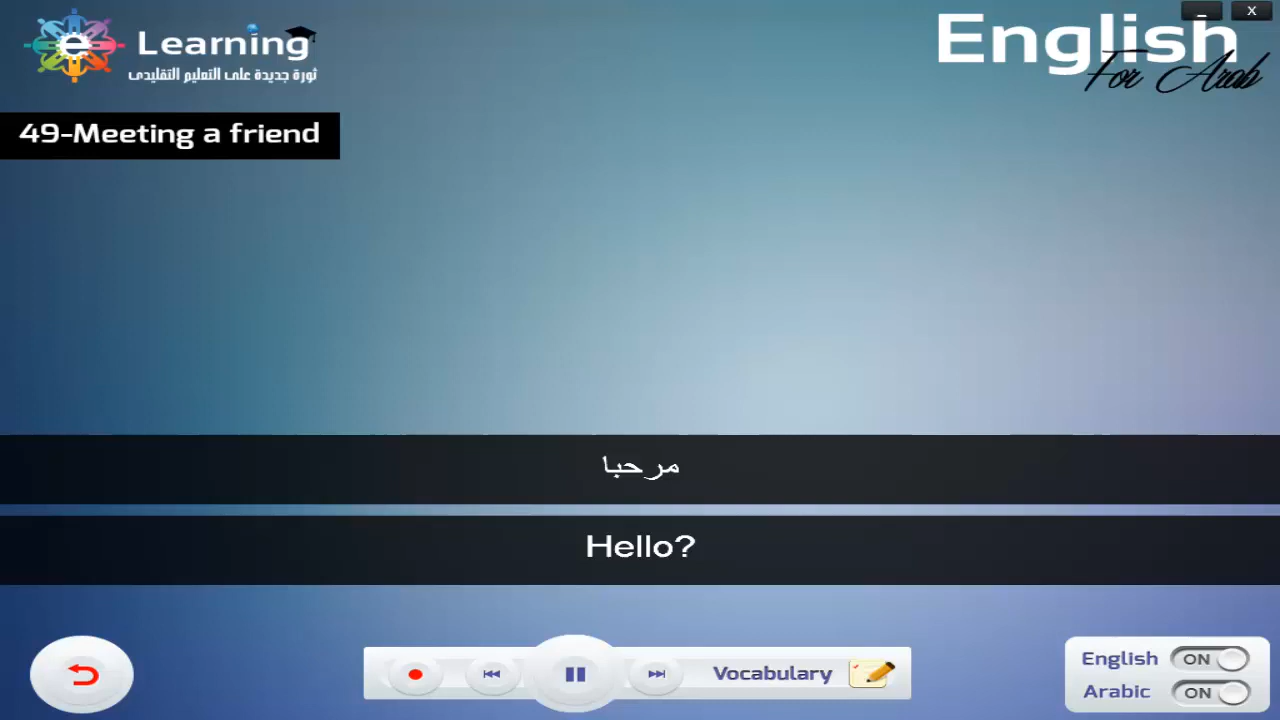 e Learning
ثورة جديدة على التعليم التقليدى
English
For Arab
_ X
49-Meeting a friend
مرحبا
Hello?
Vocabulary
English ON
Arabic ON